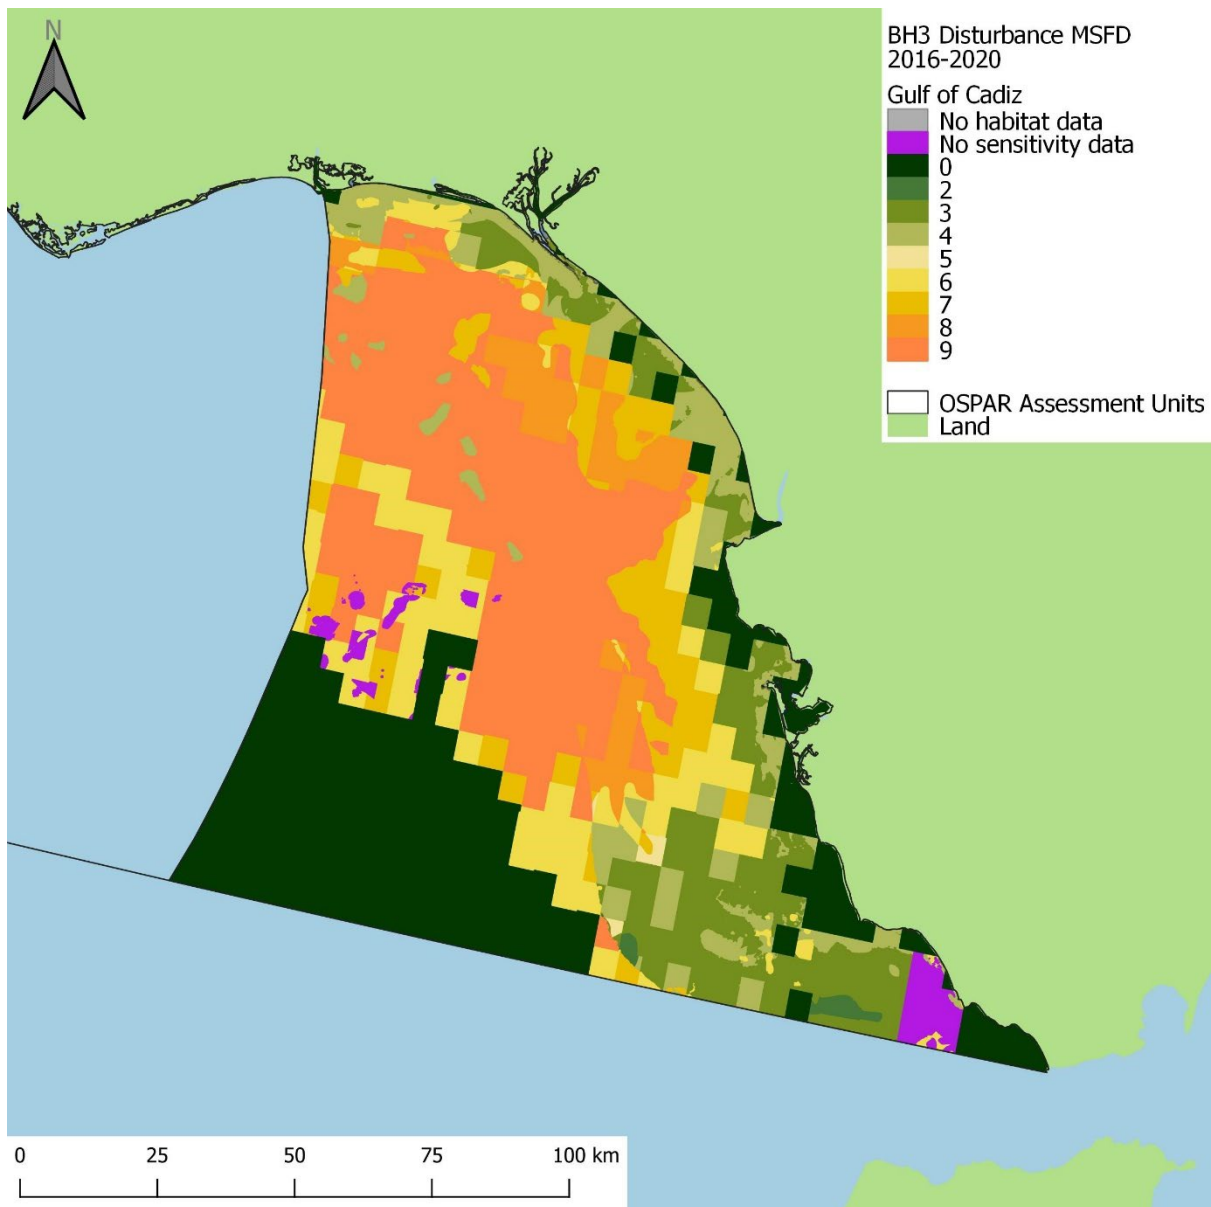 N
BH3 Disturbance MSFD
2016-2020
Gulf of Cadiz
No habitat data
No sensitivity data
0
2
3
4
5
6
7
8
9
OSPAR Assessment Units
Land
0 25 50 75 100 km